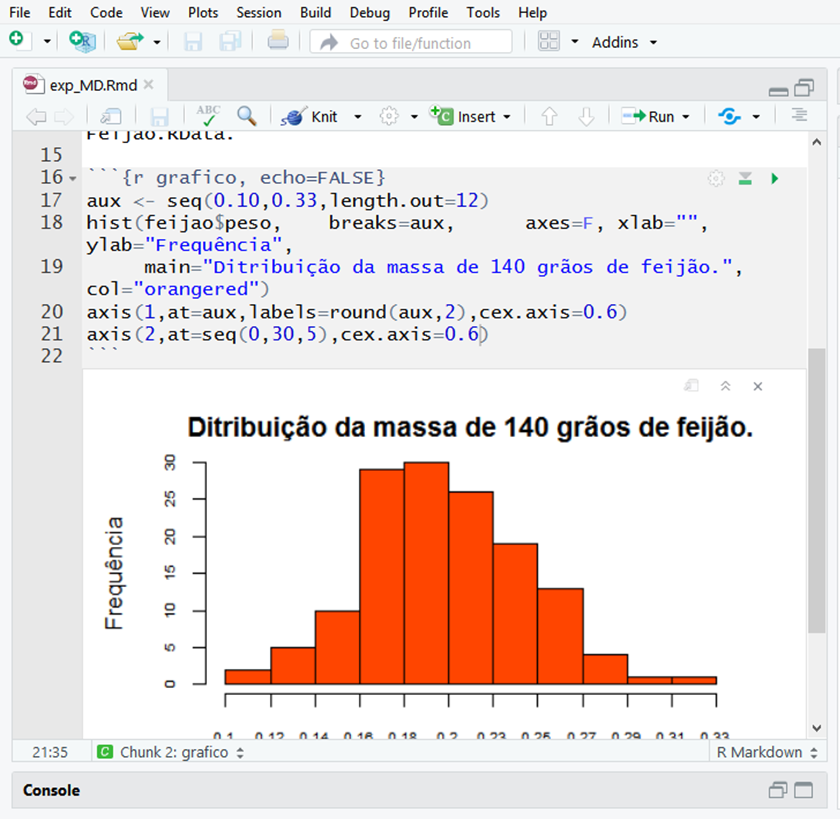 File Edit Code View Plots Session Build Debug Profile Tools Help
Go to file/function Addins
exp_MD.Rmd
ABC Knit Insert Run
Feijao.RData.
15
16 ```{r grafico, echo=FALSE}
17 aux <- seq(0.10,0.33,length.out=12)
18 hist(feijao$peso, breaks=aux, axes=F, xlab="",
ylab="Frequência",
19 main="Ditribuição da massa de 140 grãos de feijão.",
col="orangered")
20 axis(1,at=aux,labels=round(aux,2),cex.axis=0.6)
21 axis(2,at=seq(0,30,5),cex.axis=0.6)
22 ```
Ditribuição da massa de 140 grãos de feijão.
Frequência
30
25
20
15
10
5
0
0.1 0.12 0.14 0.16 0.18 0.2 0.23 0.25 0.27 0.29 0.31 0.33
21:35 C Chunk 2: grafico R Markdown
Console